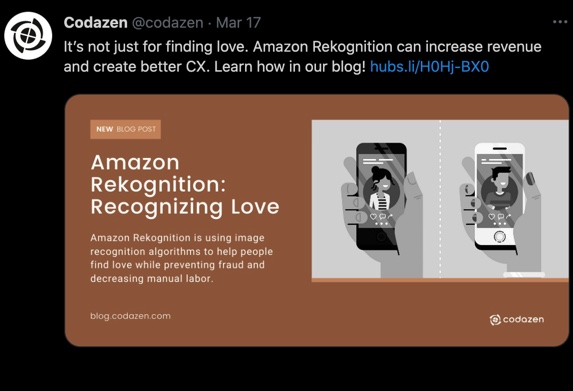 Codazen @codazen · Mar 17
It’s not just for finding love. Amazon Rekognition can increase revenue
and create better CX. Learn how in our blog! hubs.li/H0Hj-BX0
NEW BLOG POST
Amazon
Rekognition:
Recognizing Love
Amazon Rekognition is using image
recognition algorithms to help people
find love while preventing fraud and
decreasing manual labor.
blog.codazen.com
codazen